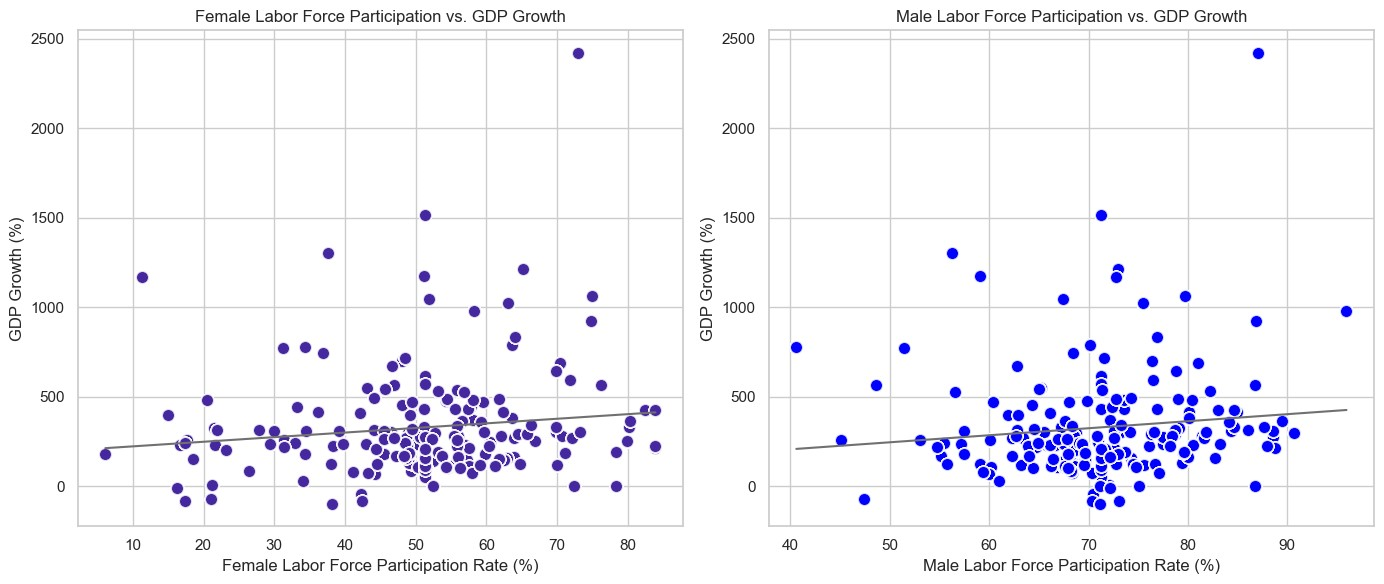 Female Labor Force Participation vs. GDP Growth
2500
2000
1500
1000
500
0
GDP Growth (%)
10 20 30 40 50 60 70 80
Female Labor Force Participation Rate (%)
Male Labor Force Participation vs. GDP Growth
2500
2000
1500
1000
500
0
GDP Growth (%)
40 50 60 70 80 90
Male Labor Force Participation Rate (%)